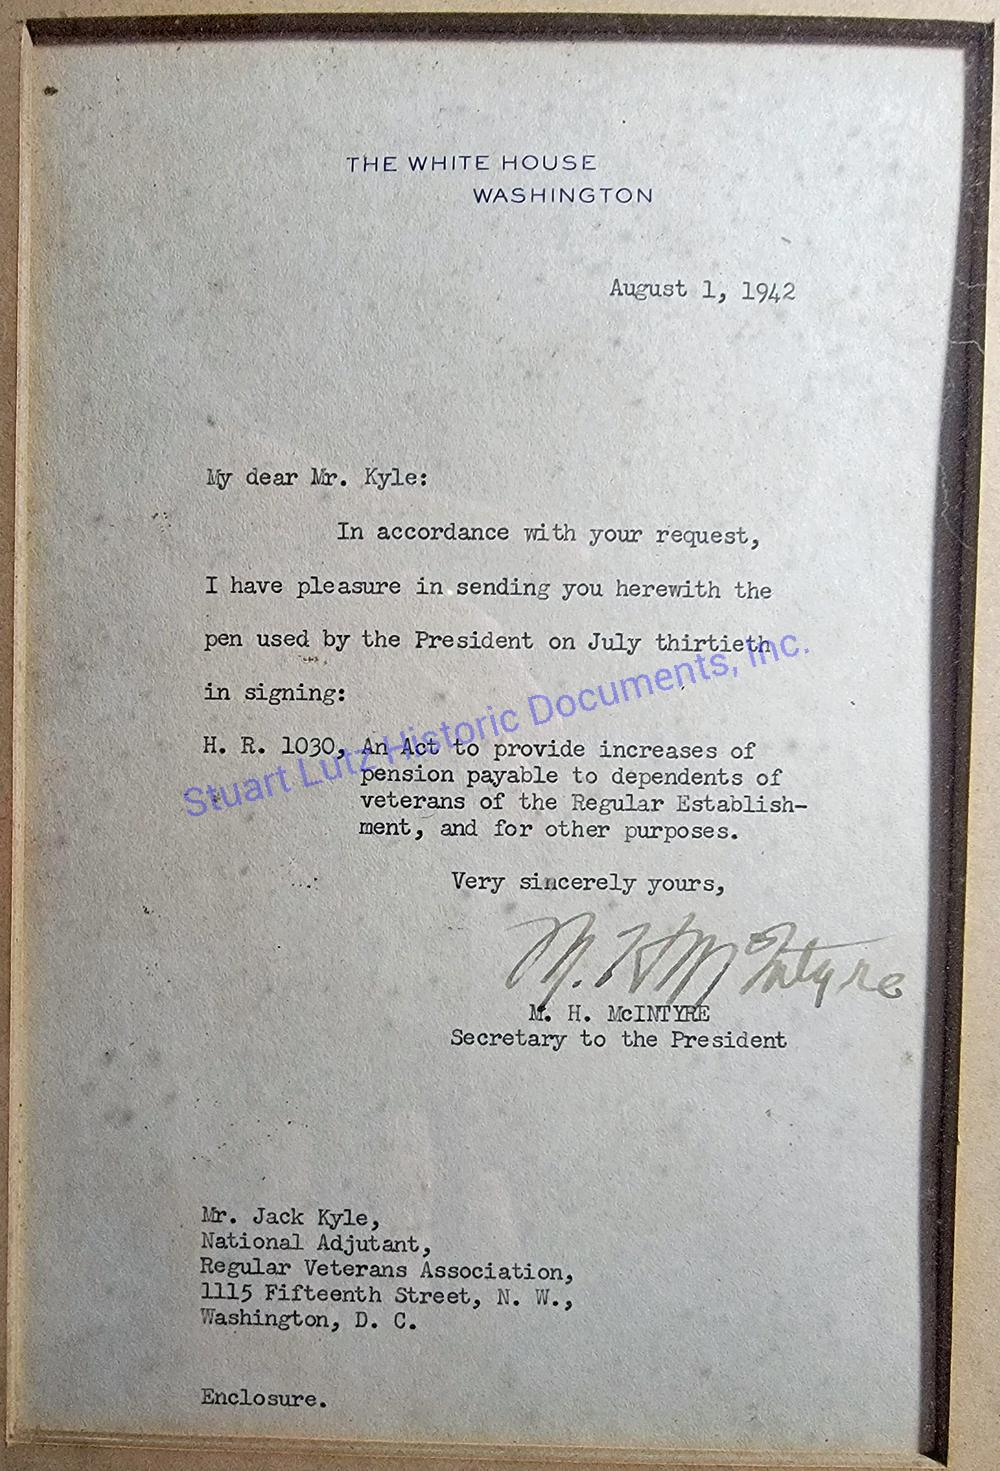 THE WHITE HOUSE
WASHINGTON
August 1, 1942
My dear Mr. Kyle:
In accordance with your request,
I have pleasure in sending you herewith the
pen used by the President on July thirtieth
in signing:
H. R. 1030, An Act to provide increases of
pension payable to dependents of
veterans of the Regular Establish-
ment, and for other purposes.
Very sincerely yours,
M. H. McIntyre
M. H. McINTYRE
Secretary to the President
Mr. Jack Kyle,
National Adjutant,
Regular Veterans Association,
1115 Fifteenth Street, N. W.,
Washington, D. C.
Enclosure.
Stuart Lutz Historic Documents, Inc.